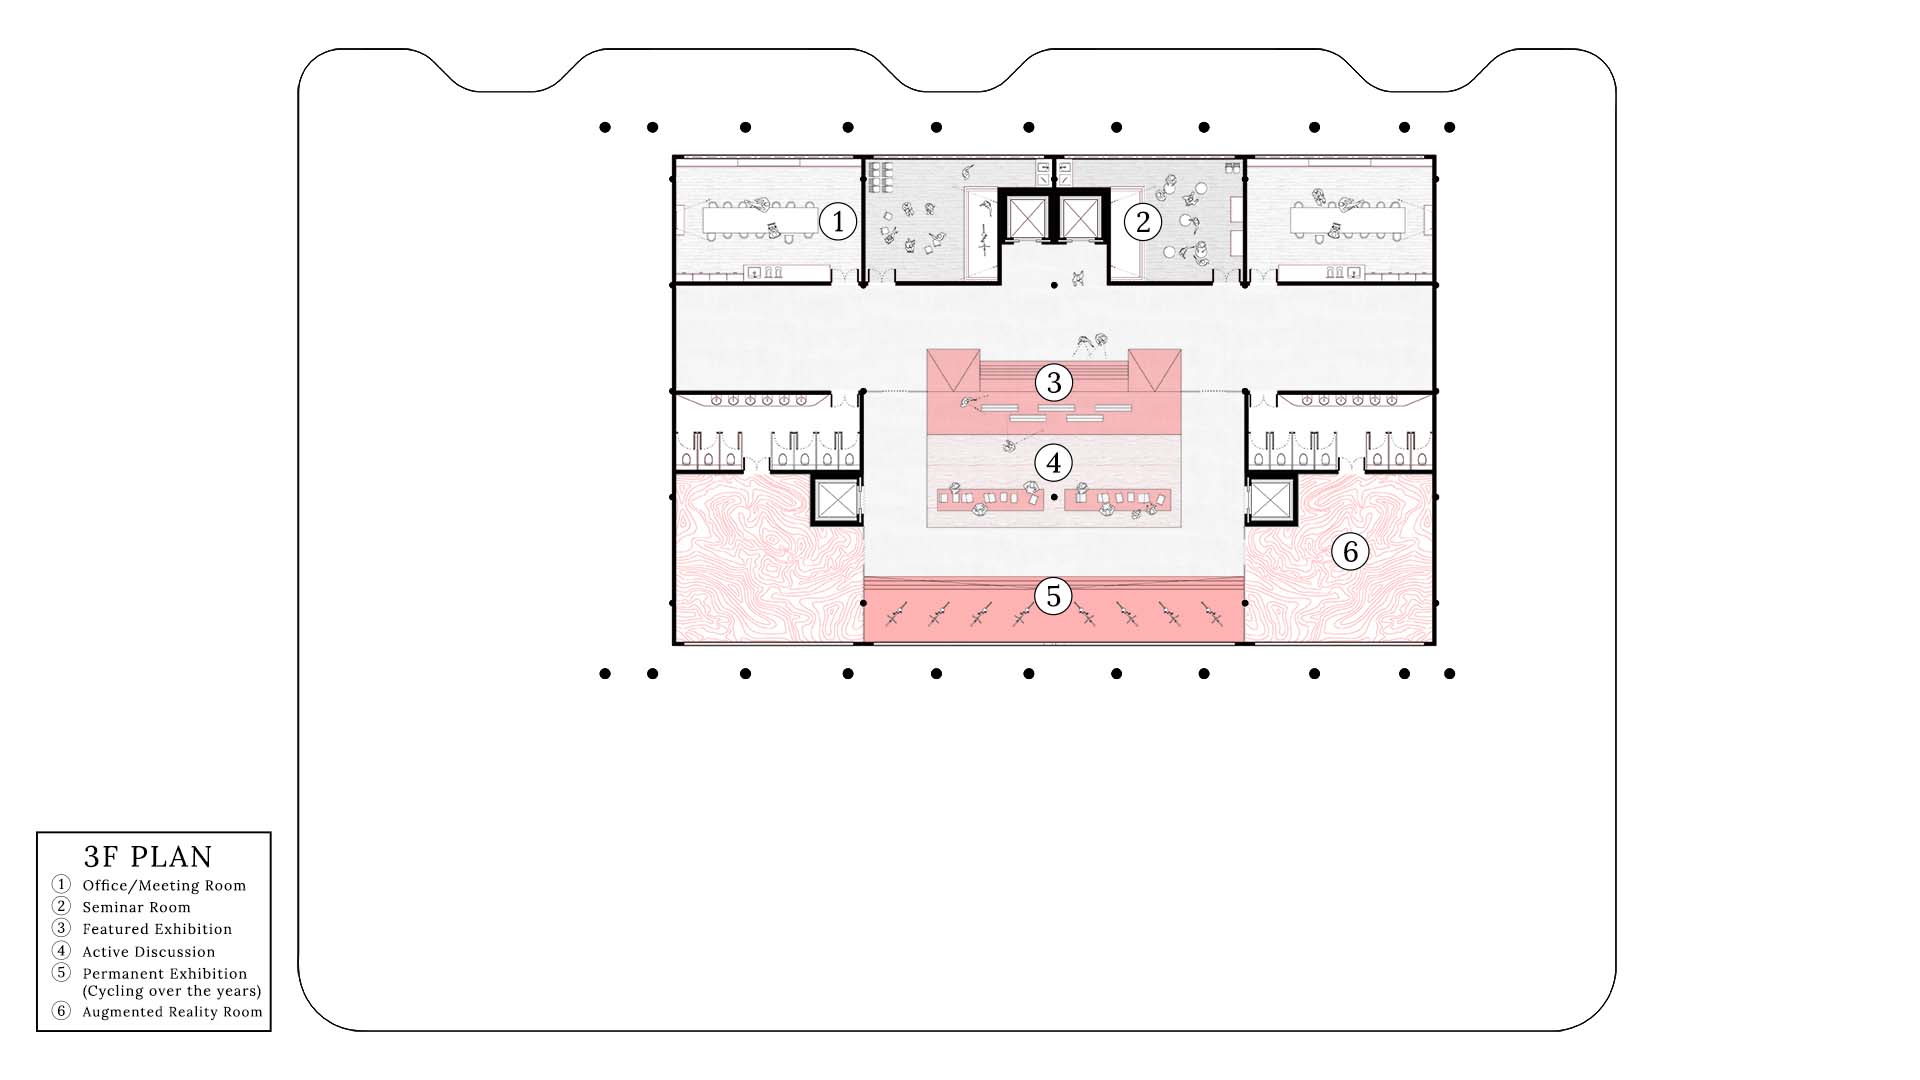 1
2
3
4
5
6
3F PLAN
1 Office/Meeting Room
2 Seminar Room
3 Featured Exhibition
4 Active Discussion
5 Permanent Exhibition
(Cycling over the years)
6 Augmented Reality Room